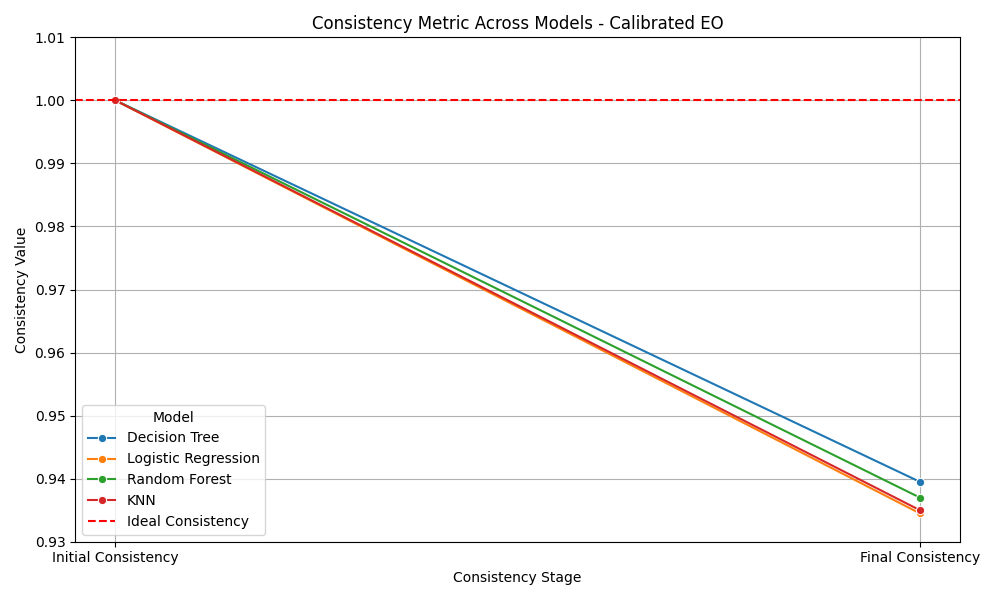 Consistency Metric Across Models - Calibrated EO
1.01
1.00
0.99
0.98
0.97
0.96
0.95
0.94
0.93
Consistency Value
Model
Decision Tree
Logistic Regression
Random Forest
KNN
Ideal Consistency
Initial Consistency
Final Consistency
Consistency Stage